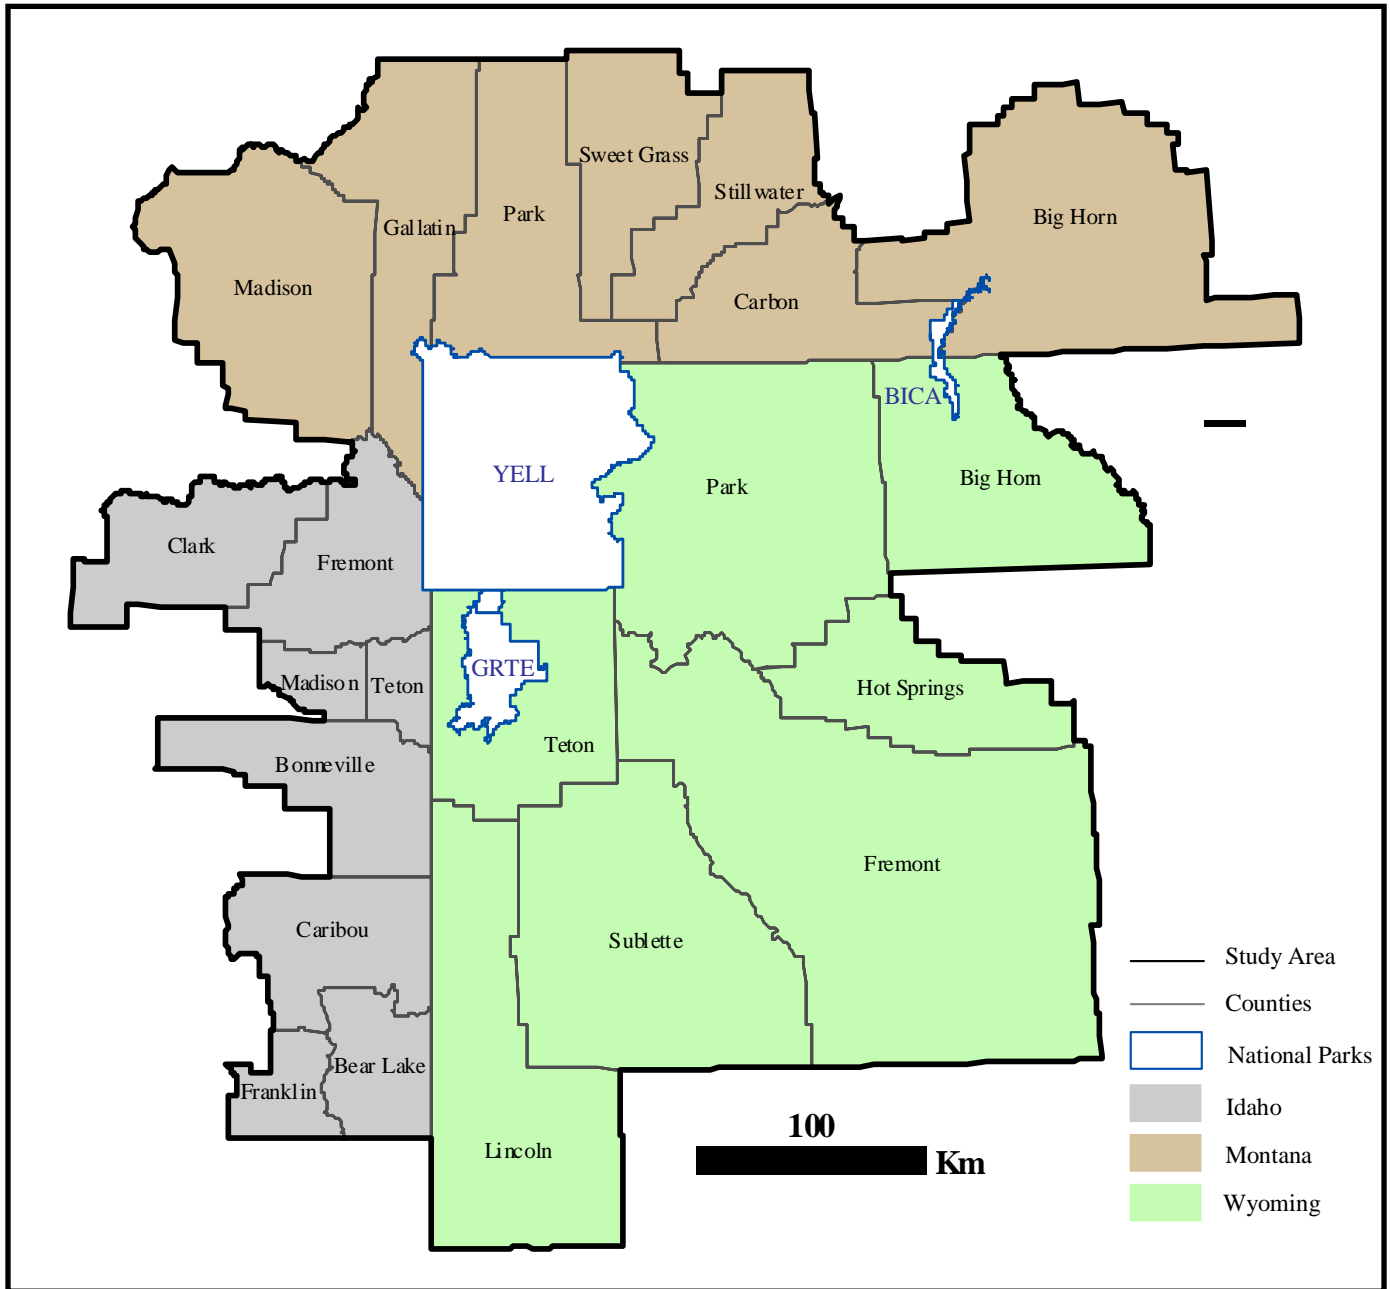 Sweet Grass
Stillwater
Park
Big Horn
Gallatin
Madison
Carbon
BICA
YELL
Park
Big Horn
Clark
Fremont
GRTE
Madison
Teton
Hot Springs
Teton
Bonneville
Fremont
Caribou
Sublette
Study Area
Counties
National Parks
Bear Lake
Franklin
Idaho
100
Km
Lincoln
Montana
Wyoming